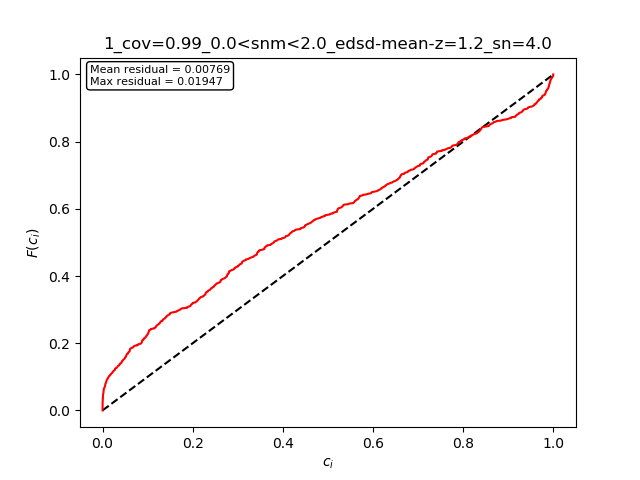 1_cov=0.99_0.0<snm<2.0_edsd-mean-z=1.2_sn=4.0
Mean residual = 0.00769
Max residual = 0.01947
1.0
0.8
0.6
0.4
0.2
0.0
F(c_i)
0.0 0.2 0.4 0.6 0.8 1.0
c_i